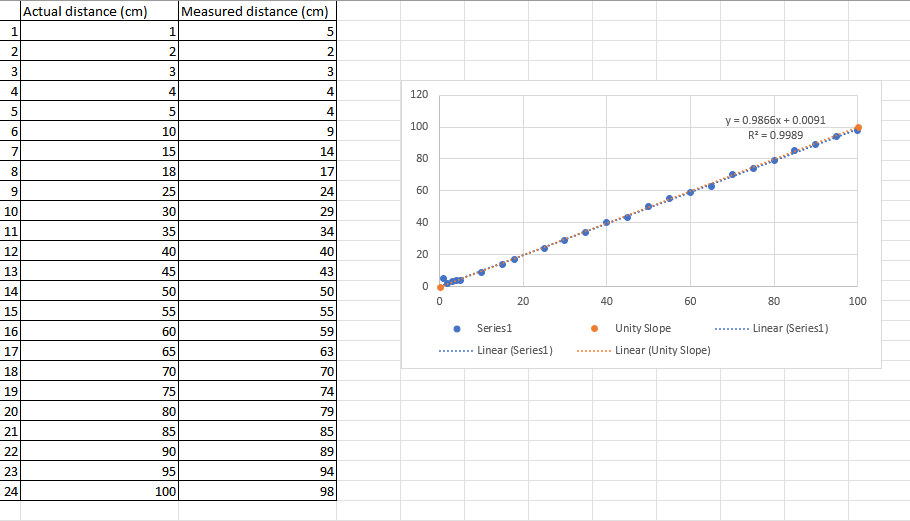 Actual distance (cm) Measured distance (cm)
1 1 5
2 2 2
3 3 3
4 4 4
5 5 4
6 10 9
7 15 14
8 18 17
9 25 24
10 30 29
11 35 34
12 40 40
13 45 43
14 50 50
15 55 55
16 60 59
17 65 63
18 70 70
19 75 74
20 80 79
21 85 85
22 90 89
23 95 94
24 100 98
120
100
80
60
40
20
0
y = 0.9866x + 0.0091
R² = 0.9989
0 20 40 60 80 100
Series1 Unity Slope Linear (Series1)
Linear (Series1) Linear (Unity Slope)